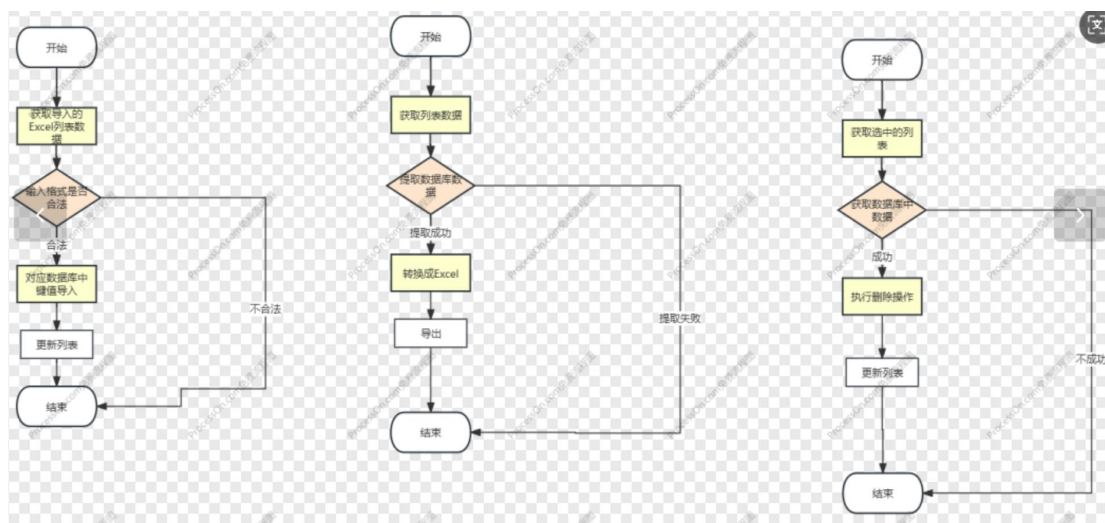 开始
获取导入的
Excel列表数
据
输入格式是否
合法
合法
对应数据库中
键值导入
更新列表
结束
不合法
开始
获取列表数据
提取数据库数
据
提取成功
转换成Excel
导出
结束
提取失败
开始
获取选中的列
表
获取数据库中
数据
成功
执行删除操作
更新列表
结束
不成功
文